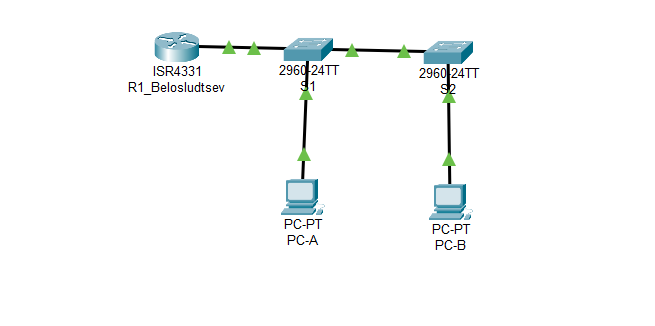 ISR4331
R1_Belosludtsev
2960-24TT
S1
2960-24TT
S2
PC-PT
PC-A
PC-PT
PC-B